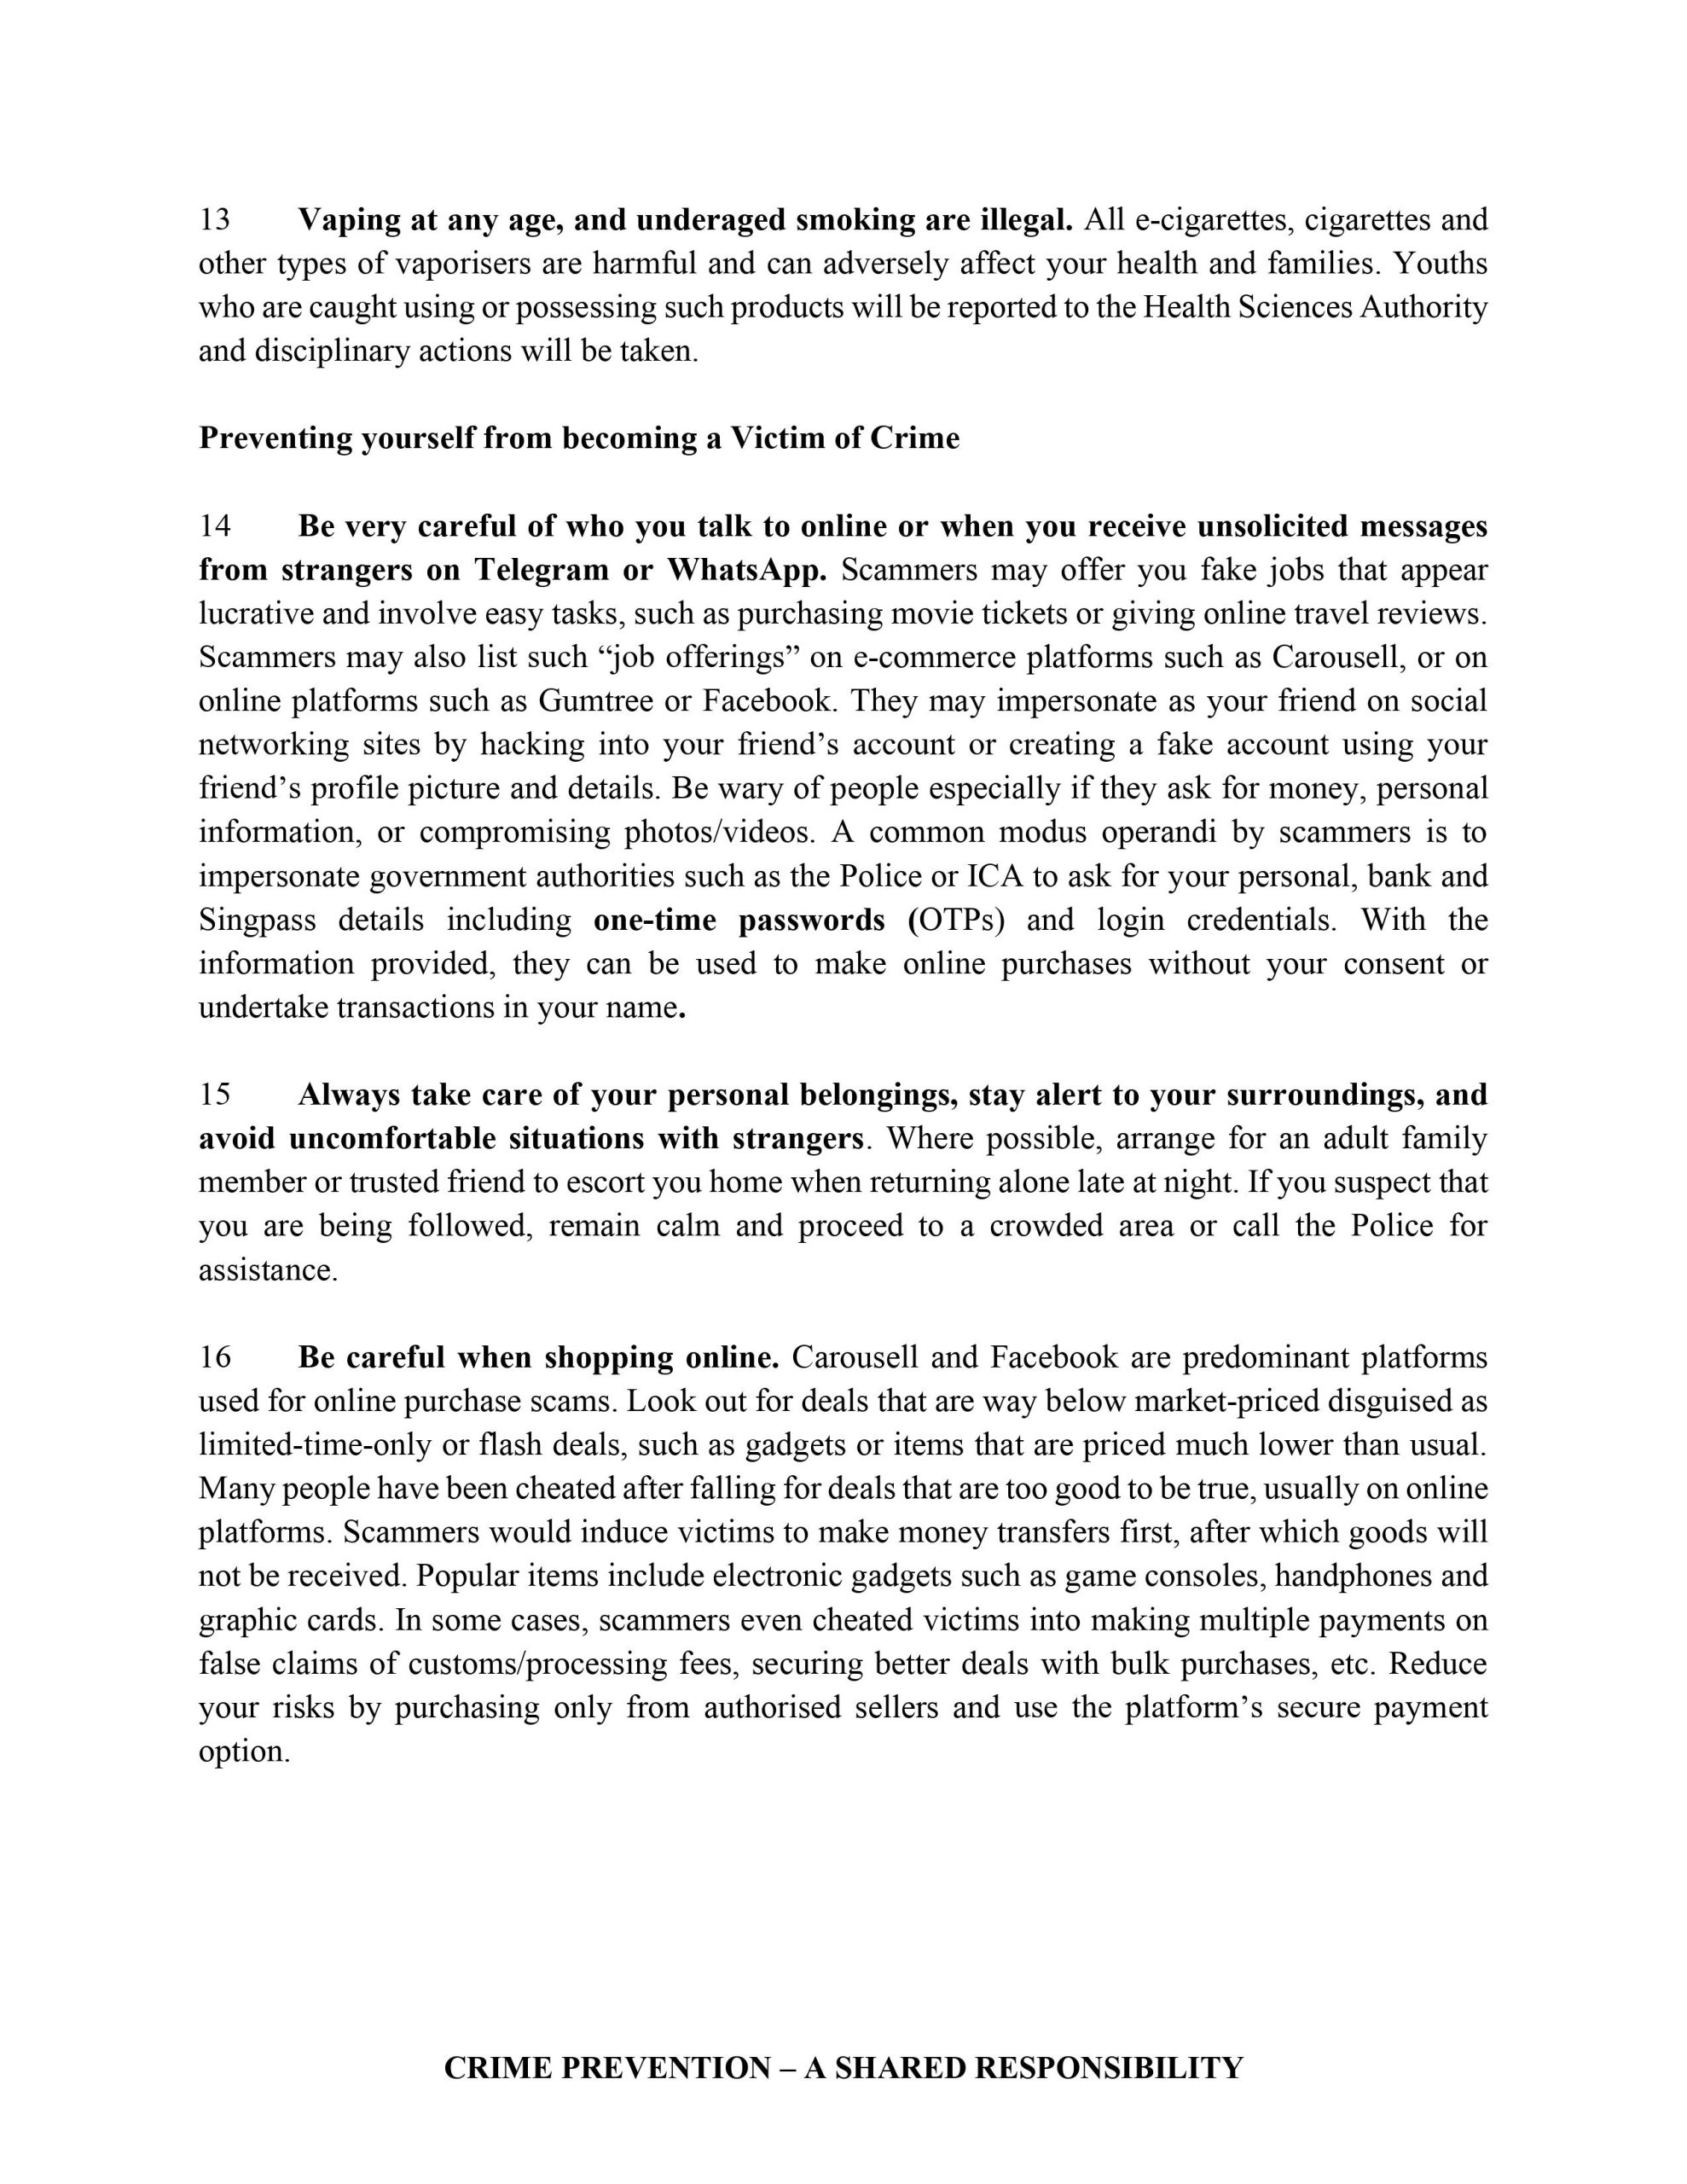 13 Vaping at any age, and underaged smoking are illegal. All e-cigarettes, cigarettes and
other types of vaporisers are harmful and can adversely affect your health and families. Youths
who are caught using or possessing such products will be reported to the Health Sciences Authority
and disciplinary actions will be taken.
Preventing yourself from becoming a Victim of Crime
14 Be very careful of who you talk to online or when you receive unsolicited messages
from strangers on Telegram or WhatsApp. Scammers may offer you fake jobs that appear
lucrative and involve easy tasks, such as purchasing movie tickets or giving online travel reviews.
Scammers may also list such “job offerings” on e-commerce platforms such as Carousell, or on
online platforms such as Gumtree or Facebook. They may impersonate as your friend on social
networking sites by hacking into your friend’s account or creating a fake account using your
friend’s profile picture and details. Be wary of people especially if they ask for money, personal
information, or compromising photos/videos. A common modus operandi by scammers is to
impersonate government authorities such as the Police or ICA to ask for your personal, bank and
Singpass details including one-time passwords (OTPs) and login credentials. With the
information provided, they can be used to make online purchases without your consent or
undertake transactions in your name.
15 Always take care of your personal belongings, stay alert to your surroundings, and
avoid uncomfortable situations with strangers. Where possible, arrange for an adult family
member or trusted friend to escort you home when returning alone late at night. If you suspect that
you are being followed, remain calm and proceed to a crowded area or call the Police for
assistance.
16 Be careful when shopping online. Carousell and Facebook are predominant platforms
used for online purchase scams. Look out for deals that are way below market-priced disguised as
limited-time-only or flash deals, such as gadgets or items that are priced much lower than usual.
Many people have been cheated after falling for deals that are too good to be true, usually on online
platforms. Scammers would induce victims to make money transfers first, after which goods will
not be received. Popular items include electronic gadgets such as game consoles, handphones and
graphic cards. In some cases, scammers even cheated victims into making multiple payments on
false claims of customs/processing fees, securing better deals with bulk purchases, etc. Reduce
your risks by purchasing only from authorised sellers and use the platform’s secure payment
option.
CRIME PREVENTION – A SHARED RESPONSIBILITY